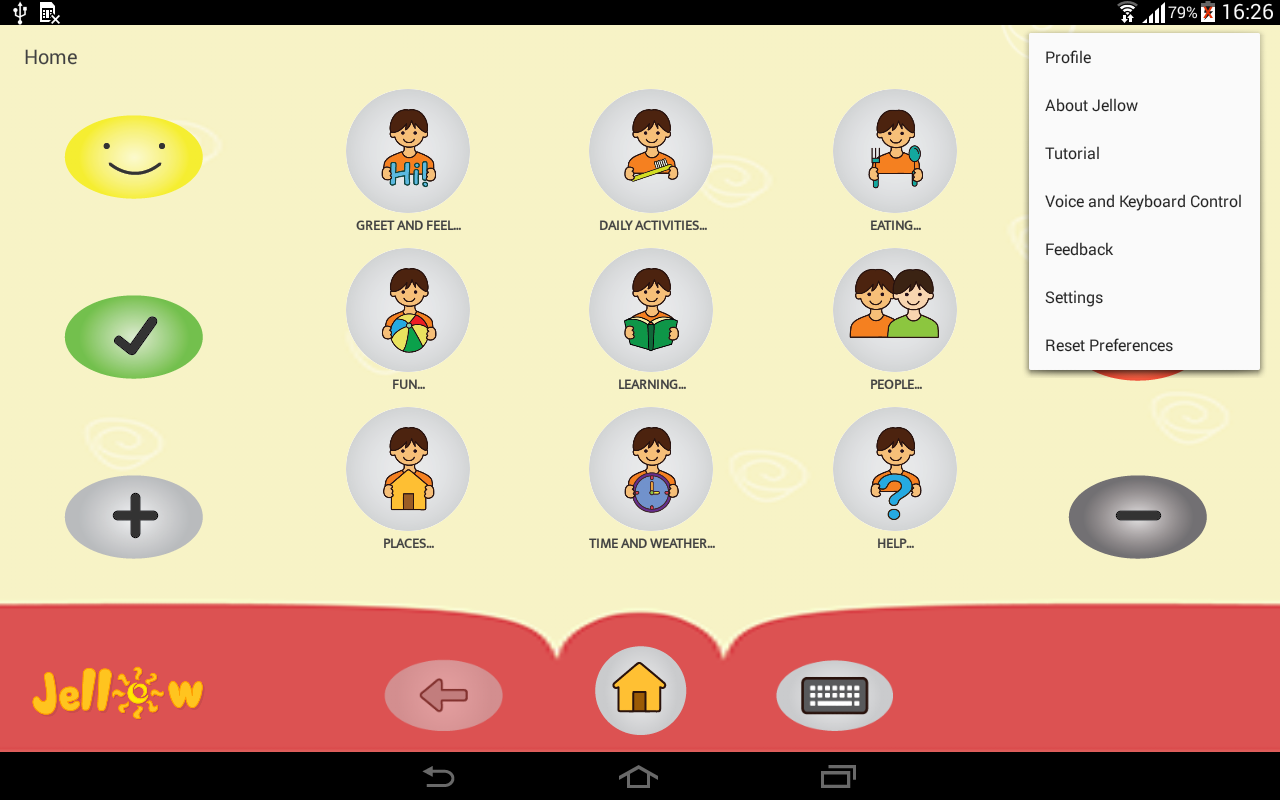 79% 16:26
Home
Profile
About Jellow
Tutorial
Voice and Keyboard Control
Feedback
Settings
Reset Preferences
Hi!
GREET AND FEEL...
DAILY ACTIVITIES...
EATING...
FUN...
LEARNING...
PEOPLE...
?
PLACES...
TIME AND WEATHER...
HELP...
Jellow